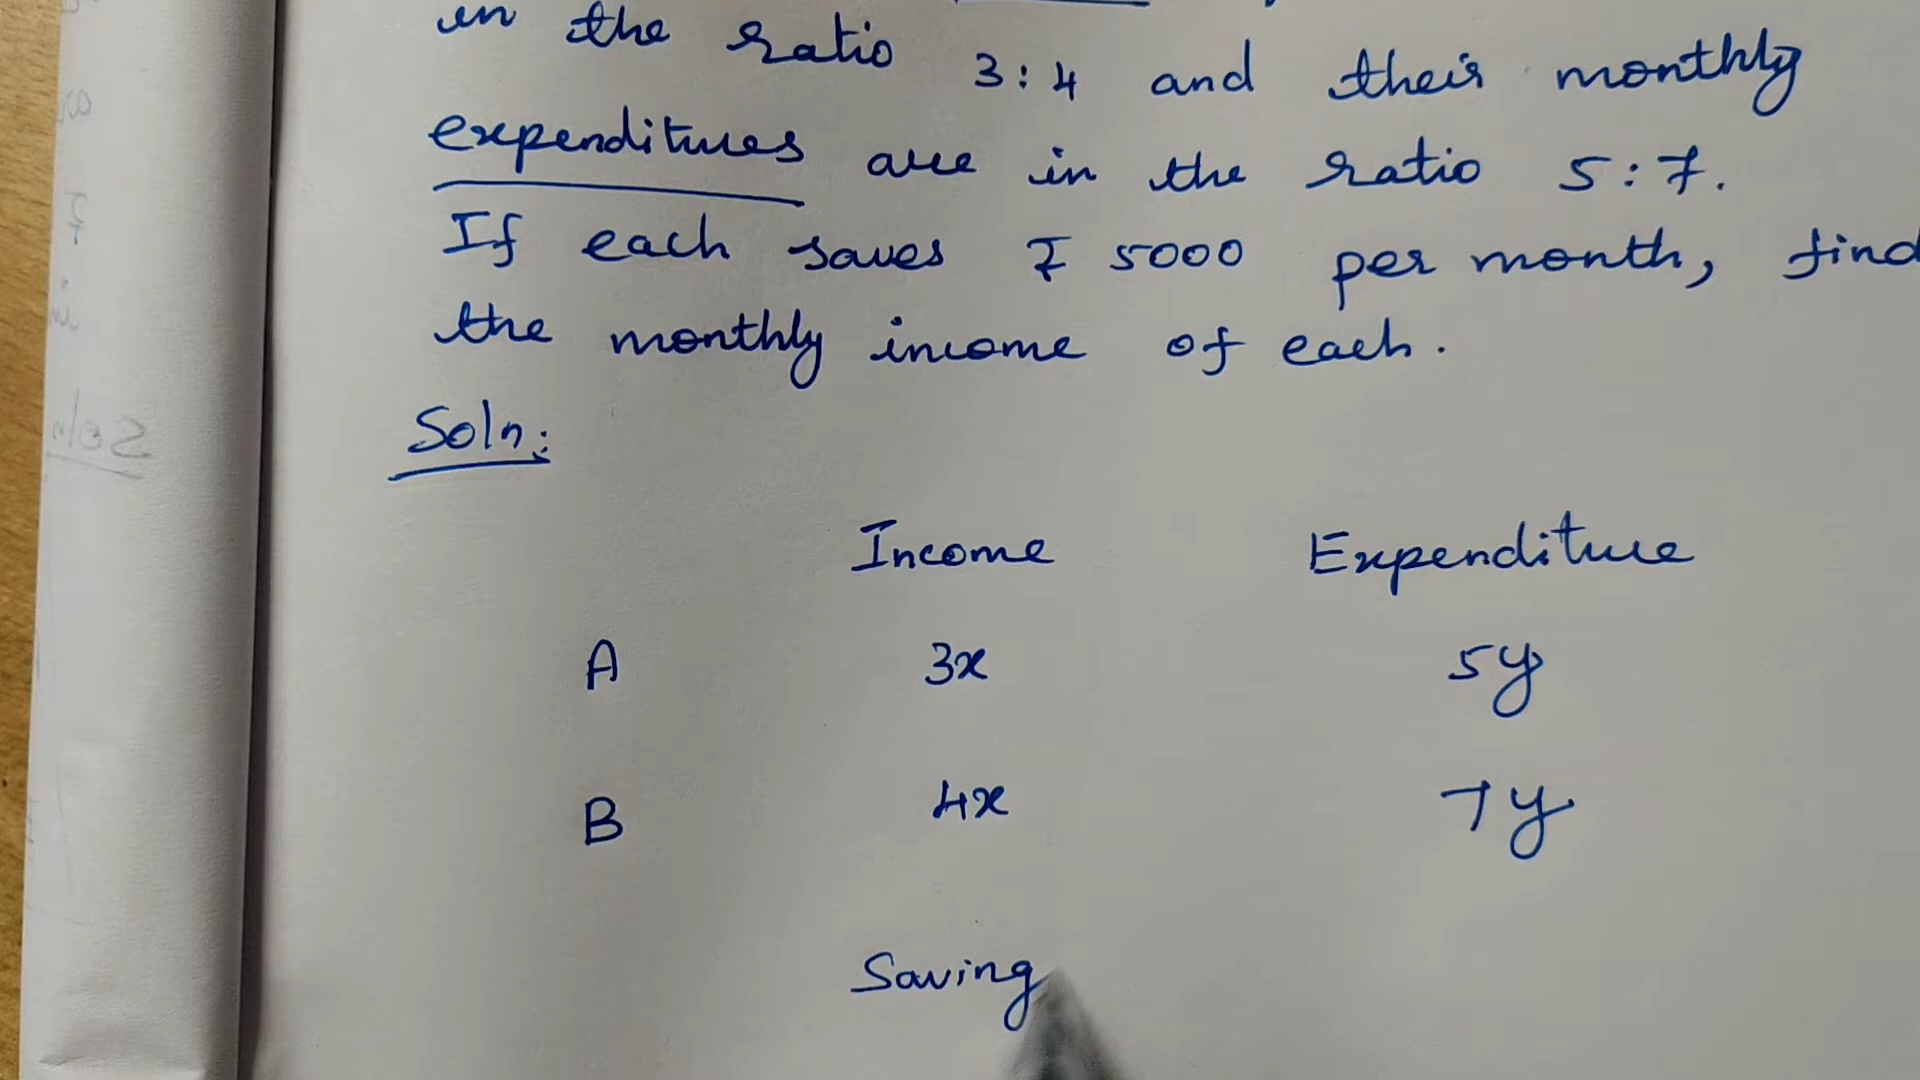 in the ratio 3:4 and their monthly
expenditures are in the ratio 5:7.
If each saves ₹ 5000 per month, find
the monthly income of each.
Soln:
Income Expenditure
A 3x 5y
B 4x 7y
Saving